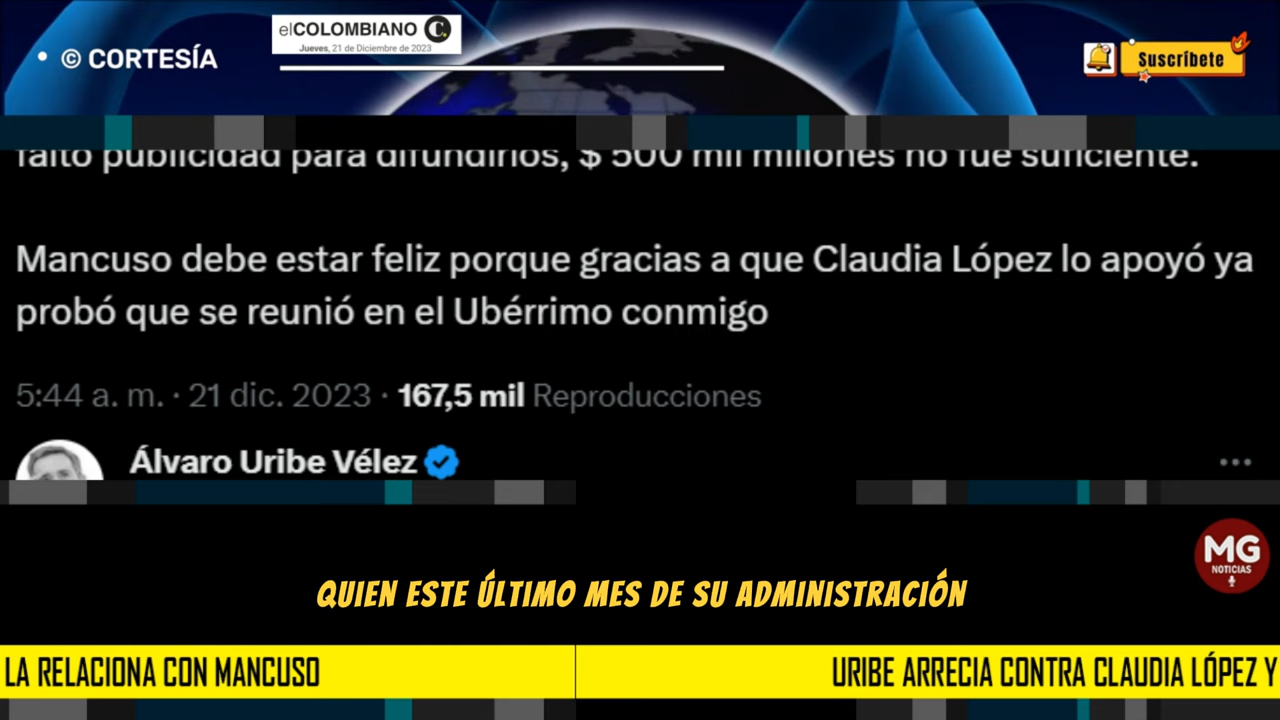 © CORTESÍA
elCOLOMBIANO C.
Jueves, 21 de Diciembre de 2023
Suscríbete
faltó publicidad para difundirlos, $ 500 mil millones no fue suficiente.
Mancuso debe estar feliz porque gracias a que Claudia López lo apoyó ya
probó que se reunió en el Ubérrimo conmigo
5:44 a. m. · 21 dic. 2023 · 167,5 mil Reproducciones
Álvaro Uribe Vélez
MG
NOTICIAS
QUIEN ESTE ÚLTIMO MES DE SU ADMINISTRACIÓN
LA RELACIONA CON MANCUSO
URIBE ARRECIA CONTRA CLAUDIA LÓPEZ Y